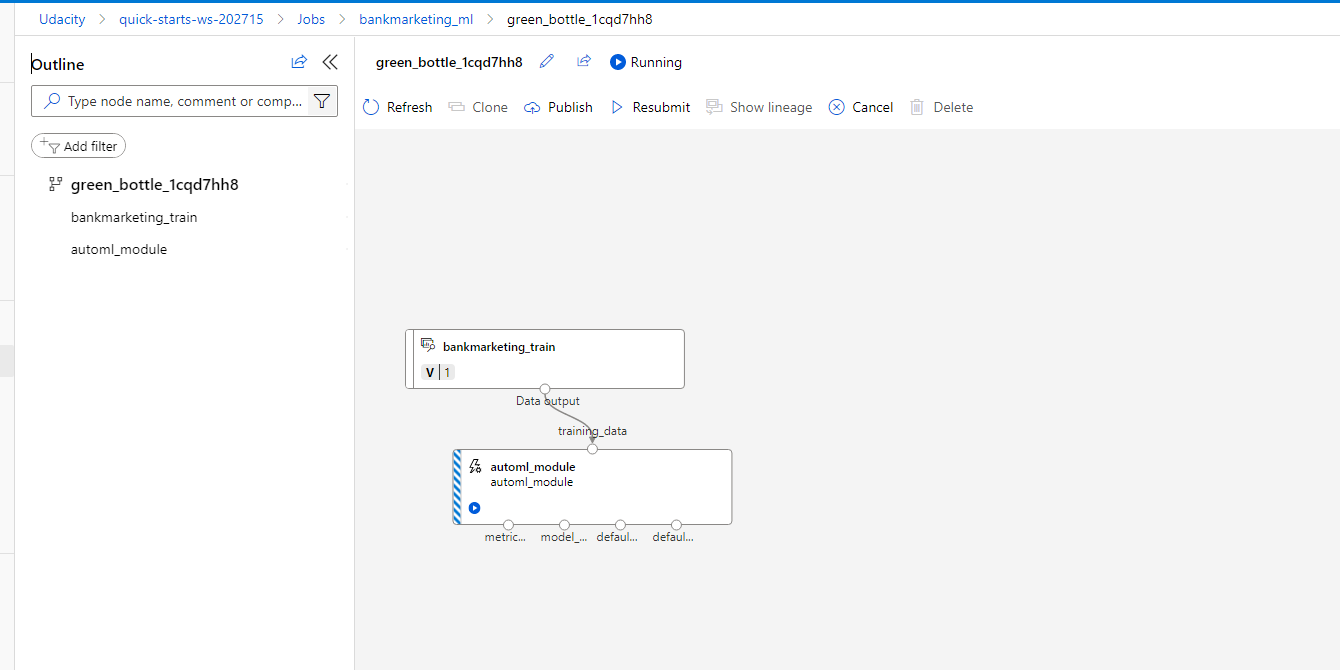 Udacity > quick-starts-ws-202715 > Jobs > bankmarketing_ml > green_bottle_1cqd7hh8
Outline
Type node name, comment or comp...
Add filter
green_bottle_1cqd7hh8
bankmarketing_train
automl_module
green_bottle_1cqd7hh8 Running
Refresh Clone Publish Resubmit Show lineage Cancel Delete
bankmarketing_train
V | 1
Data output
training_data
automl_module
automl_module
metric... model_... defaul... defaul...